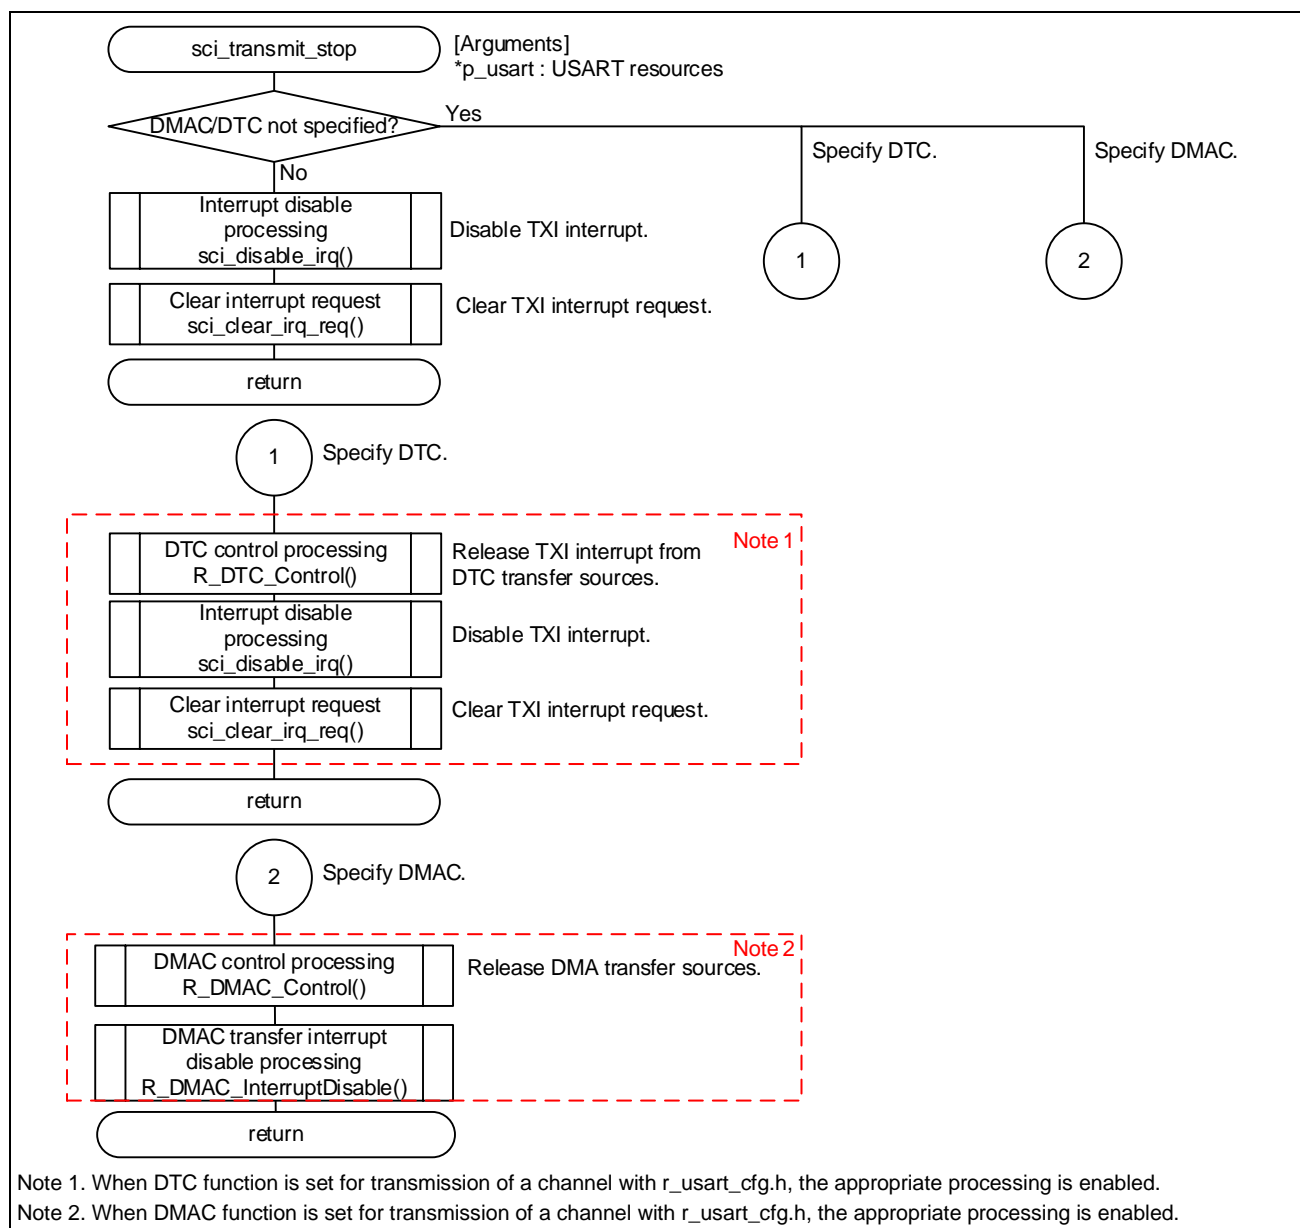 sci_transmit_stop
[Arguments]
*p_usart : USART resources
DMAC/DTC not specified?
Yes
Specify DTC.
Specify DMAC.
No
Interrupt disable
processing
sci_disable_irq()
Disable TXI interrupt.
1
2
Clear interrupt request
sci_clear_irq_req()
Clear TXI interrupt request.
return
1
Specify DTC.
Note 1
DTC control processing
R_DTC_Control()
Release TXI interrupt from
DTC transfer sources.
Interrupt disable
processing
sci_disable_irq()
Disable TXI interrupt.
Clear interrupt request
sci_clear_irq_req()
Clear TXI interrupt request.
return
2
Specify DMAC.
Note 2
DMAC control processing
R_DMAC_Control()
Release DMA transfer sources.
DMAC transfer interrupt
disable processing
R_DMAC_InterruptDisable()
return
Note 1. When DTC function is set for transmission of a channel with r_usart_cfg.h, the appropriate processing is enabled.
Note 2. When DMAC function is set for transmission of a channel with r_usart_cfg.h, the appropriate processing is enabled.